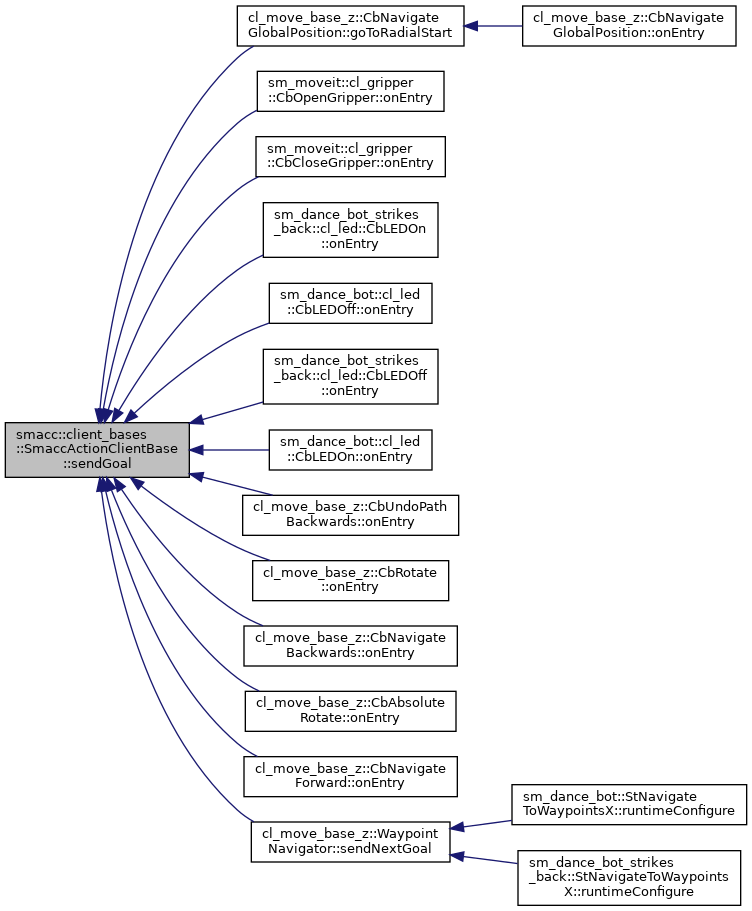 cl_move_base_z::CbNavigate
GlobalPosition::goToRadialStart
cl_move_base_z::CbNavigate
GlobalPosition::onEntry
sm_moveit::cl_gripper
::CbOpenGripper::onEntry
sm_moveit::cl_gripper
::CbCloseGripper::onEntry
sm_dance_bot_strikes
_back::cl_led::CbLEDOn
::onEntry
sm_dance_bot::cl_led
::CbLEDOff::onEntry
sm_dance_bot_strikes
_back::cl_led::CbLEDOff
::onEntry
smacc::client_bases
::SmaccActionClientBase
::sendGoal
sm_dance_bot::cl_led
::CbLEDOn::onEntry
cl_move_base_z::CbUndoPath
Backwards::onEntry
cl_move_base_z::CbRotate
::onEntry
cl_move_base_z::CbNavigate
Backwards::onEntry
cl_move_base_z::CbAbsolute
Rotate::onEntry
cl_move_base_z::CbNavigate
Forward::onEntry
cl_move_base_z::Waypoint
Navigator::sendNextGoal
sm_dance_bot::StNavigate
ToWaypointsX::runtimeConfigure
sm_dance_bot_strikes
_back::StNavigateToWaypoints
X::runtimeConfigure